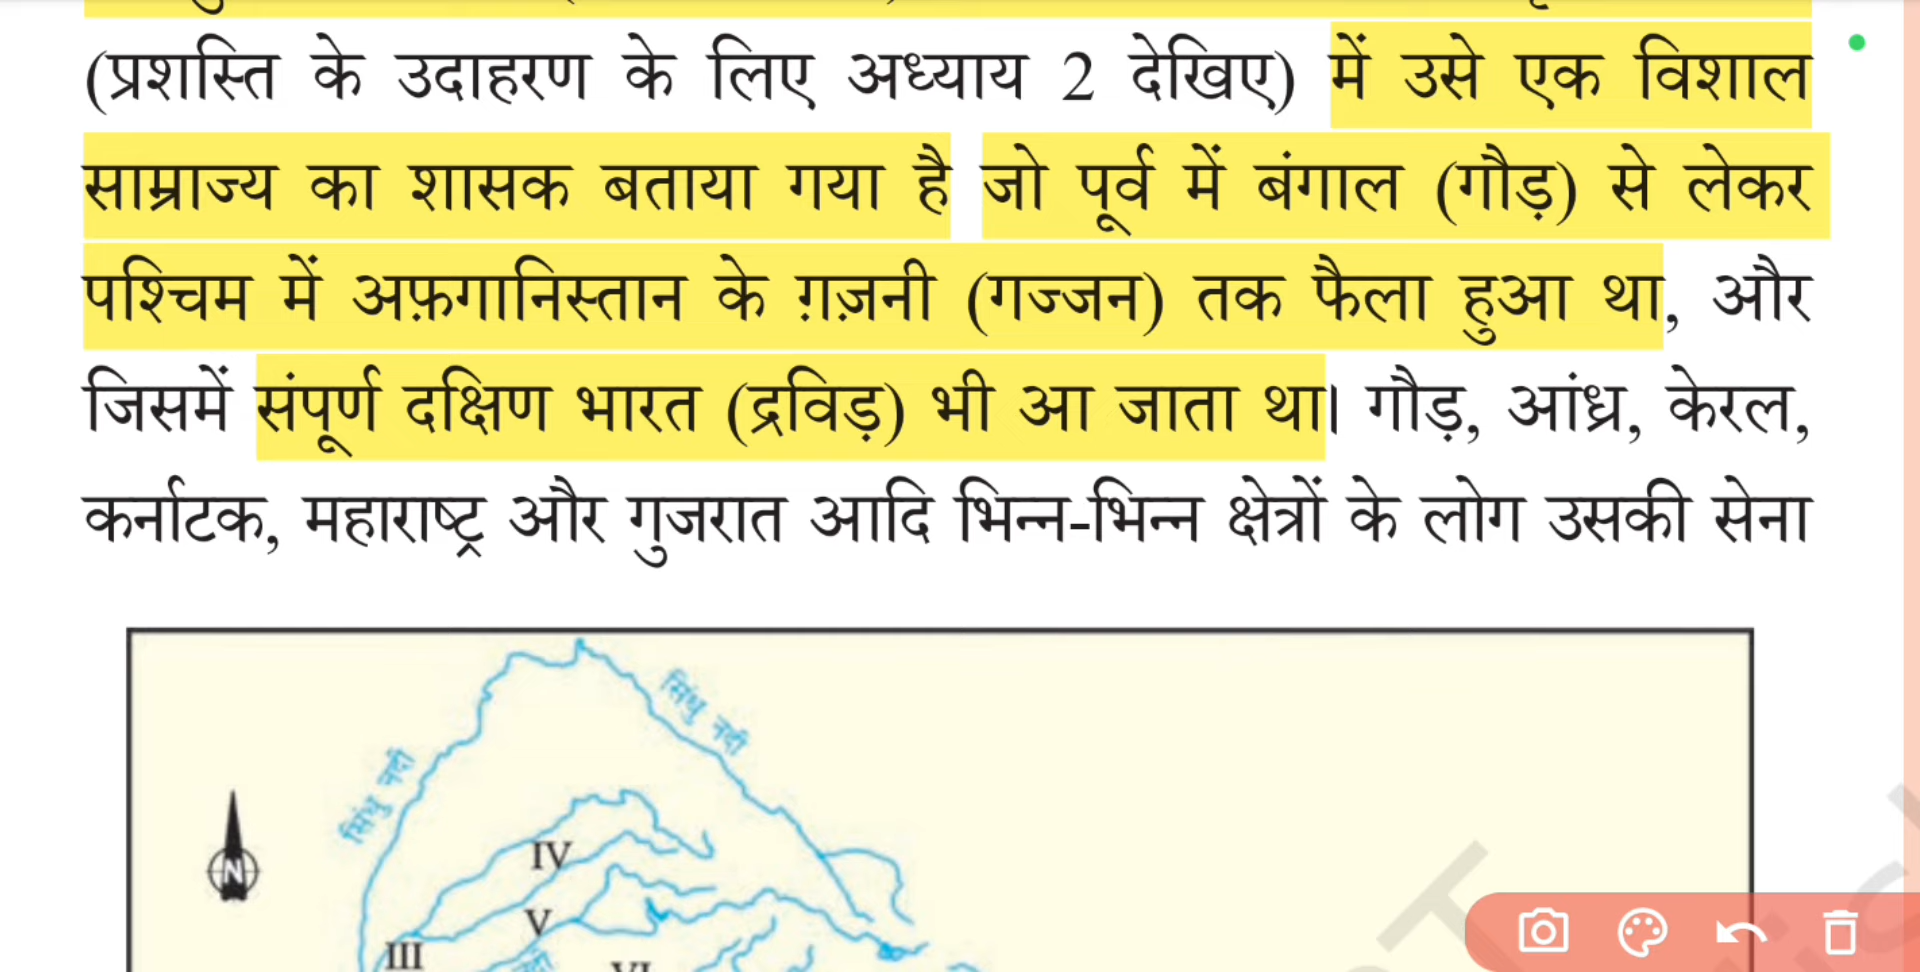 (प्रशस्ति के उदाहरण के लिए अध्याय 2 देखिए) में उसे एक विशाल
साम्राज्य का शासक बताया गया है जो पूर्व में बंगाल (गौड़) से लेकर
पश्चिम में अफ़गानिस्तान के ग़ज़नी (गज्जन) तक फैला हुआ था, और
जिसमें संपूर्ण दक्षिण भारत (द्रविड़) भी आ जाता था। गौड़, आंध्र, केरल,
कर्नाटक, महाराष्ट्र और गुजरात आदि भिन्न-भिन्न क्षेत्रों के लोग उसकी सेना
सिंधु नदी
सिंधु नदी
N
IV
V
III
VI